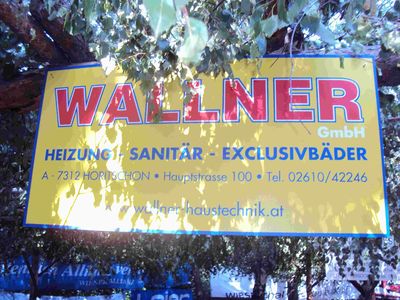 WALLNER
GmbH
HEIZUNG - SANITÄR - EXCLUSIVBÄDER
A - 7312 HORITSCHON • Hauptstrasse 100 • Tel. 02610/42246
www.wallner-haustechnik.at